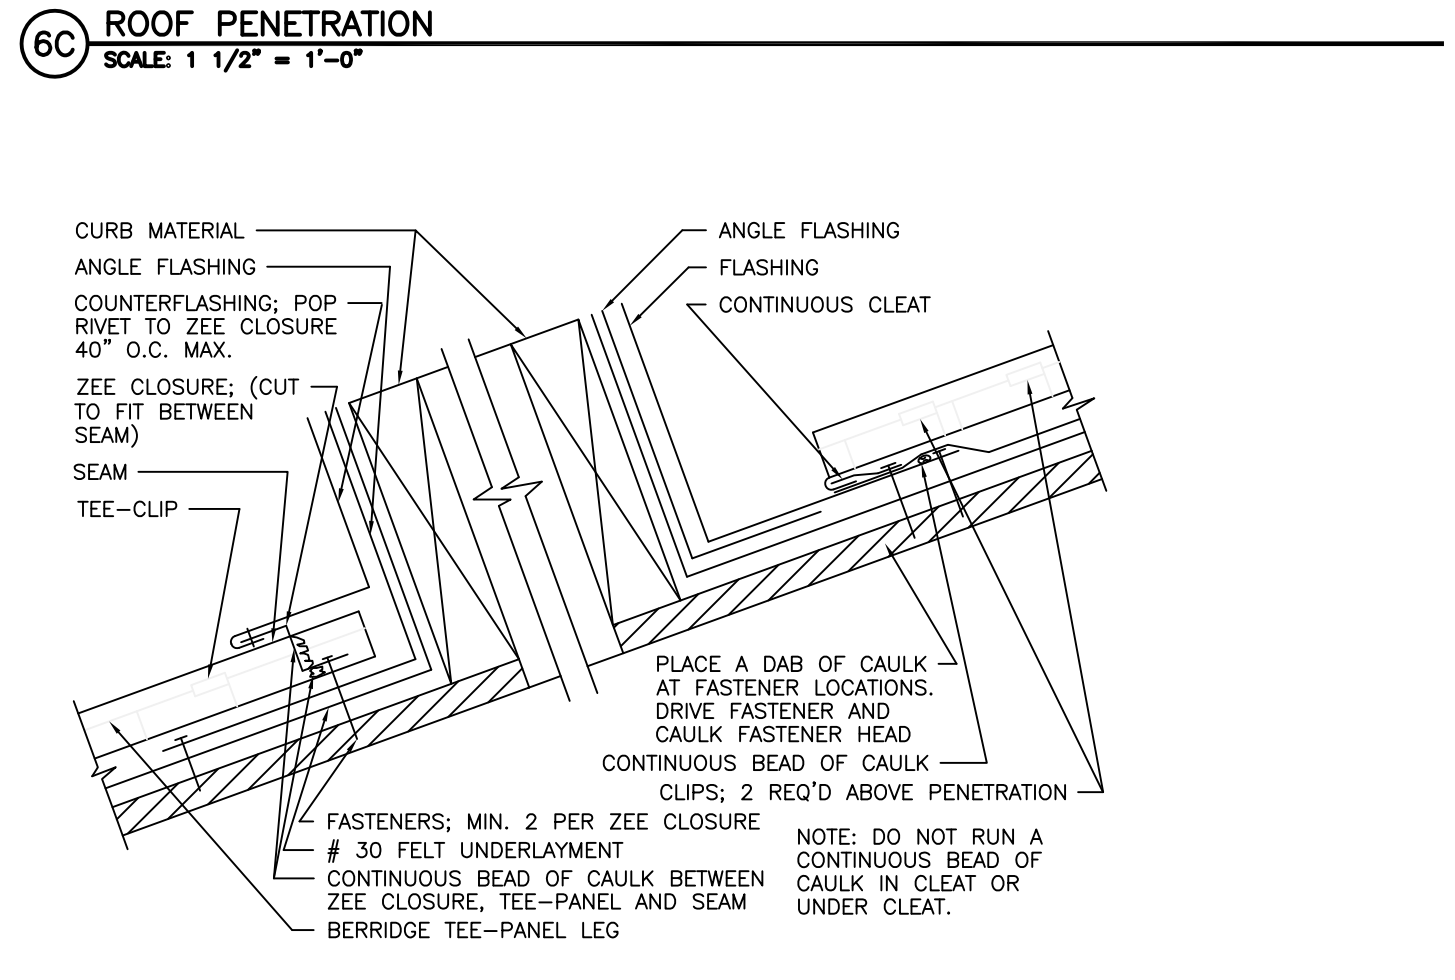 6C
ROOF PENETRATION
SCALE: 1 1/2" = 1'-0"
CURB MATERIAL
ANGLE FLASHING
COUNTERFLASHING; POP
RIVET TO ZEE CLOSURE
40" O.C. MAX.
ZEE CLOSURE; (CUT
TO FIT BETWEEN
SEAM)
SEAM
TEE-CLIP
ANGLE FLASHING
FLASHING
CONTINUOUS CLEAT
PLACE A DAB OF CAULK
AT FASTENER LOCATIONS.
DRIVE FASTENER AND
CAULK FASTENER HEAD
CONTINUOUS BEAD OF CAULK
CLIPS; 2 REQ'D ABOVE PENETRATION
FASTENERS; MIN. 2 PER ZEE CLOSURE
# 30 FELT UNDERLAYMENT
CONTINUOUS BEAD OF CAULK BETWEEN
ZEE CLOSURE, TEE-PANEL AND SEAM
BERRIDGE TEE-PANEL LEG
NOTE: DO NOT RUN A
CONTINUOUS BEAD OF
CAULK IN CLEAT OR
UNDER CLEAT.